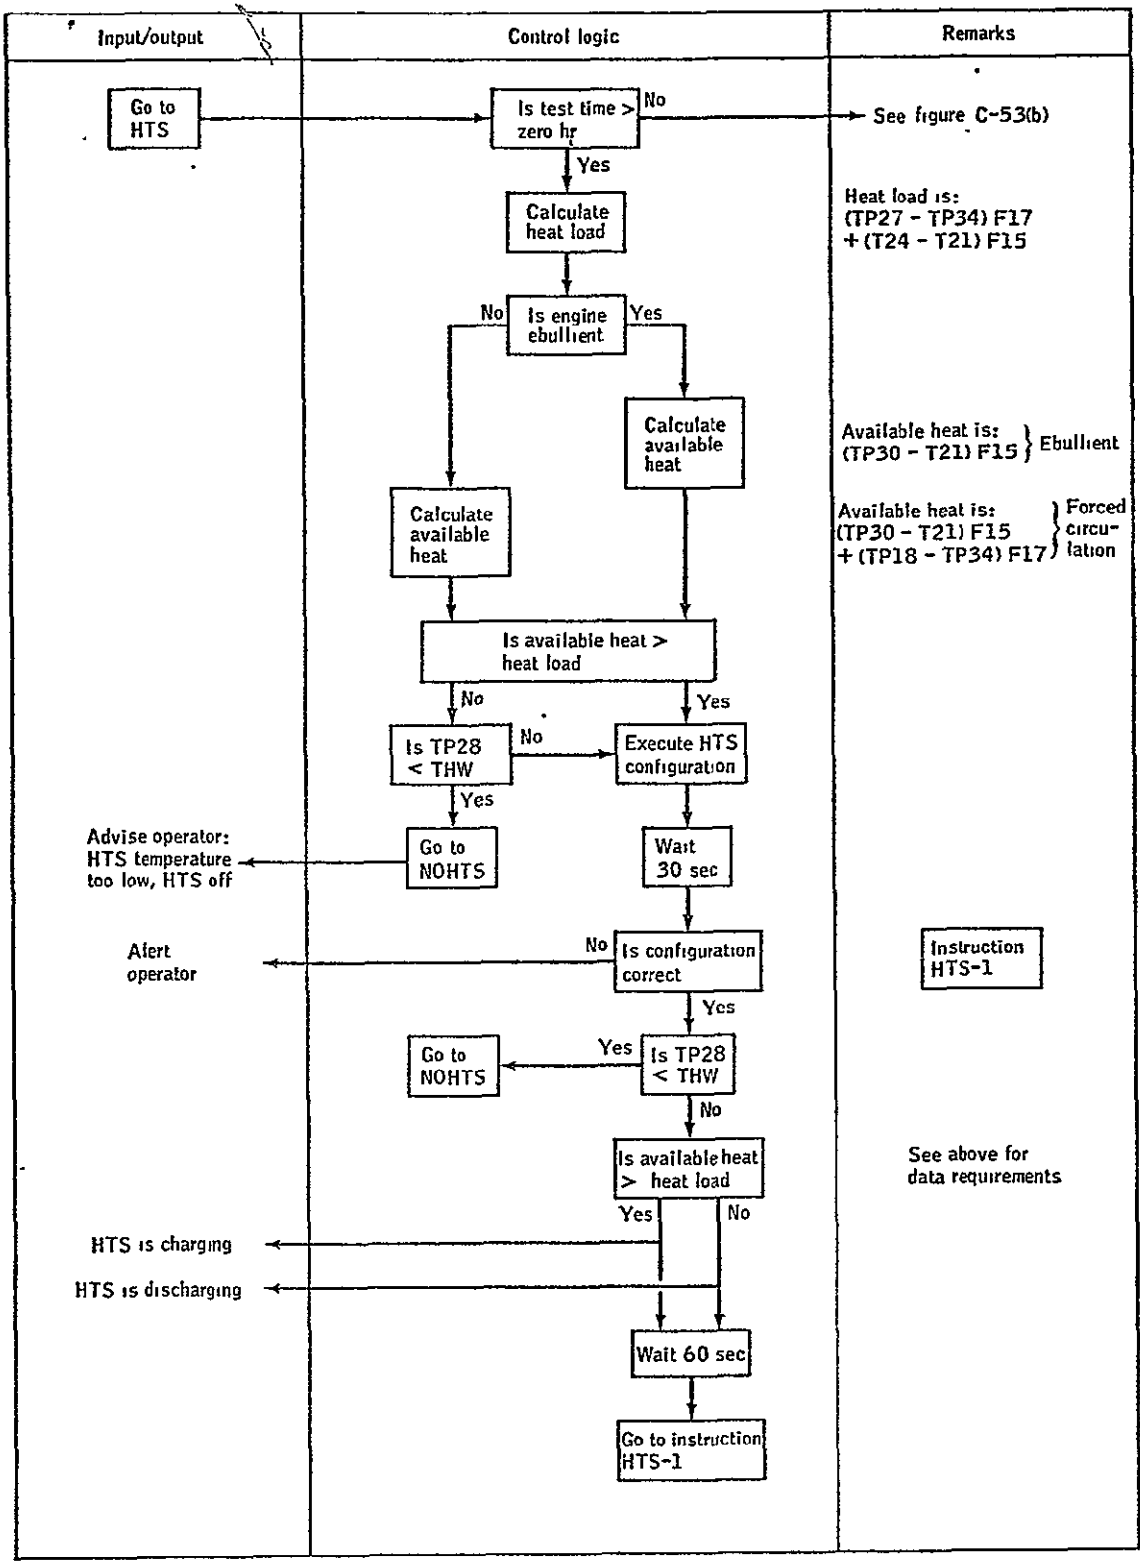 Input/output
Control logic
Remarks
Go to
HTS
Is test time >
zero hr
No
See figure C-53(b)
Yes
Calculate
heat load
Heat load is:
(TP27 - TP34) F17
+ (T24 - T21) F15
No
Is engine
ebullient
Yes
Calculate
available
heat
Available heat is:
(TP30 - T21) F15
Ebullient
Calculate
available
heat
Available heat is:
(TP30 - T21) F15
+ (TP18 - TP34) F17
Forced
circu-
lation
Is available heat >
heat load
No
Yes
Is TP28
< THW
No
Execute HTS
configuration
Yes
Advise operator:
HTS temperature
too low, HTS off
Go to
NOHTS
Wait
30 sec
Alert
operator
No
Is configuration
correct
Instruction
HTS-1
Yes
Go to
NOHTS
Yes
Is TP28
< THW
No
Is available heat
> heat load
See above for
data requirements
Yes
No
HTS is charging
HTS is discharging
Wait 60 sec
Go to instruction
HTS-1